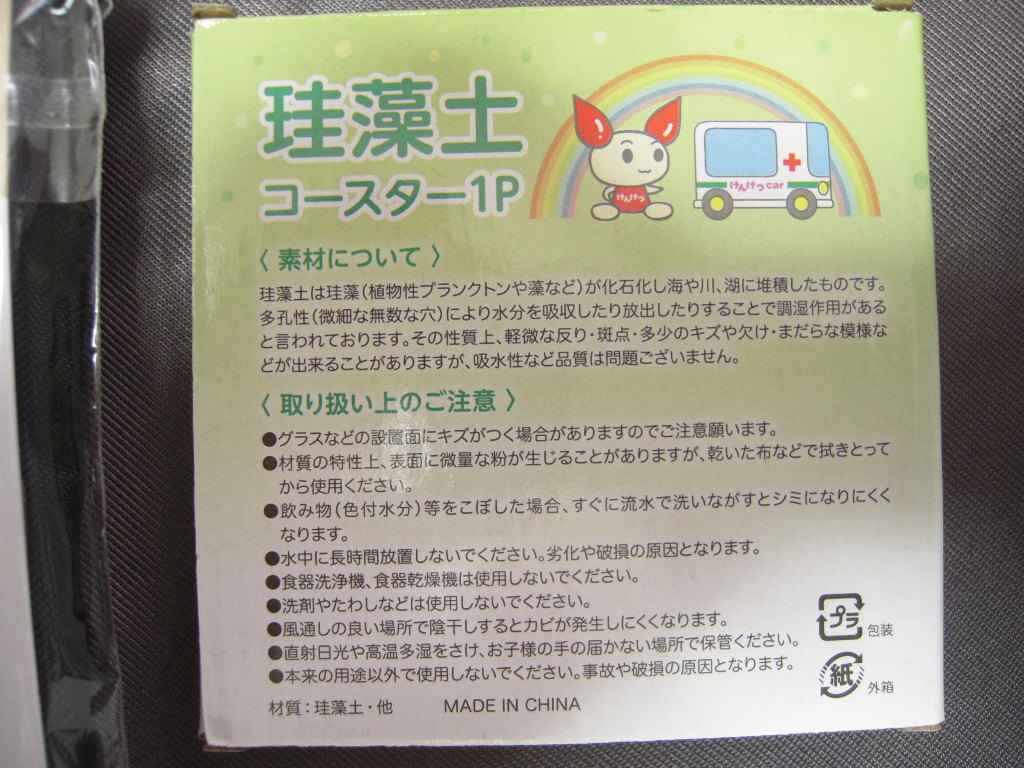 珪藻土
コースター1P
けんけつ
けんけつcar
〈 素材について 〉
珪藻土は珪藻(植物性プランクトンや藻など)が化石化し海や川、湖に堆積したものです。
多孔性(微細な無数な穴)により水分を吸収したり放出したりすることで調湿作用がある
と言われております。その性質上、軽微な反り・斑点・多少のキズや欠け・まだらな模様な
どが出来ることがありますが、吸水性など品質は問題ございません。
〈 取り扱い上のご注意 〉
●グラスなどの設置面にキズがつく場合がありますのでご注意願います。
●材質の特性上、表面に微量な粉が生じることがありますが、乾いた布などで拭きとって
から使用ください。
●飲み物(色付水分)等をこぼした場合、すぐに流水で洗いながすとシミになりにくく
なります。
●水中に長時間放置しないでください。劣化や破損の原因となります。
●食器洗浄機、食器乾燥機は使用しないでください。
●洗剤やたわしなどは使用しないでください。
●風通しの良い場所で陰干しするとカビが発生しにくくなります。
●直射日光や高温多湿をさけ、お子様の手の届かない場所で保管ください。
●本来の用途以外で使用しないでください。事故や破損の原因となります。
プラ 包装
紙 外箱
材質:珪藻土・他 MADE IN CHINA